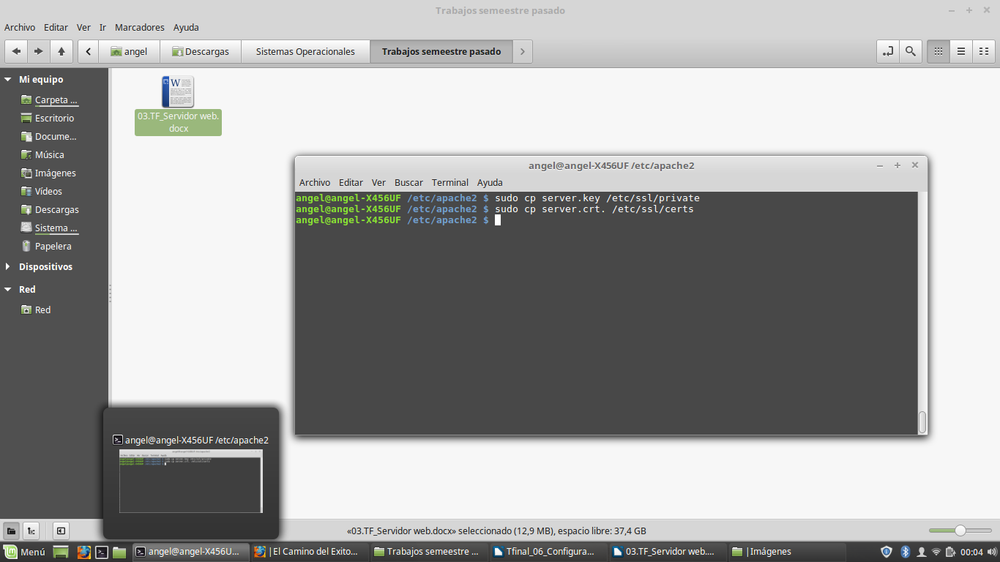 Trabajos semeestre pasado
Archivo Editar Ver Ir Marcadores Ayuda
angel Descargas Sistemas Operacionales Trabajos semeestre pasado
Mi equipo
Carpeta ...
Escritorio
Docume...
Música
Imágenes
Vídeos
Descargas
Sistema ...
Papelera
Dispositivos
Red
Red
03.TF_Servidor web.
docx
angel@angel-X456UF /etc/apache2
Archivo Editar Ver Buscar Terminal Ayuda
angel@angel-X456UF /etc/apache2 $ sudo cp server.key /etc/ssl/private
angel@angel-X456UF /etc/apache2 $ sudo cp server.crt. /etc/ssl/certs
angel@angel-X456UF /etc/apache2 $
angel@angel-X456UF /etc/apache2
«03.TF_Servidor web.docx» seleccionado (12,9 MB), espacio libre: 37,4 GB
Menú angel@angel-X456U... |El Camino del Exito... Trabajos semeestre ... Tfinal_06_Configura... 03.TF_Servidor web.... |Imágenes 00:04